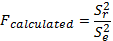 F_calculated = S_r^2 / S_e^2